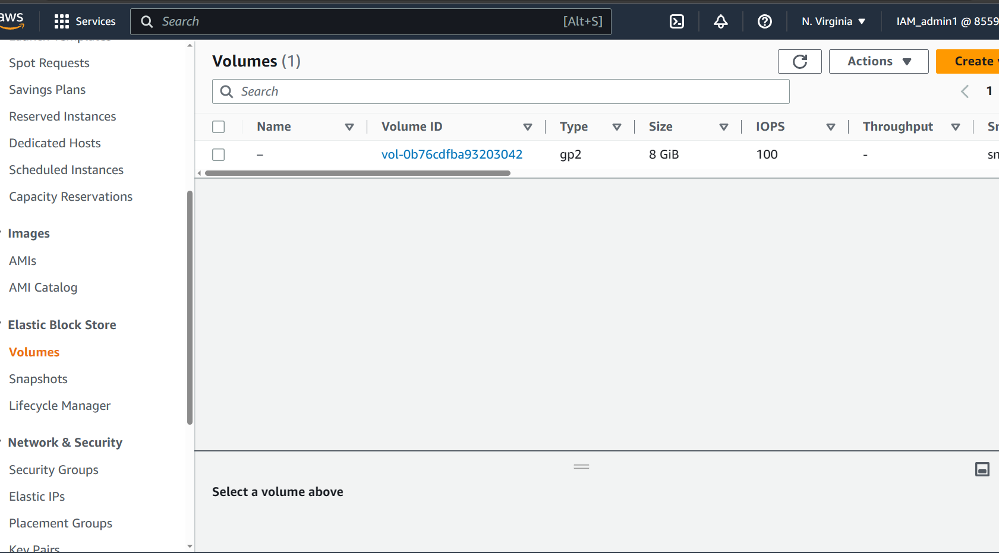 aws
Services
Search
[Alt+S]
N. Virginia
IAM_admin1 @ 8559
Launch Templates
Spot Requests
Savings Plans
Reserved Instances
Dedicated Hosts
Scheduled Instances
Capacity Reservations
Images
AMIs
AMI Catalog
Elastic Block Store
Volumes
Snapshots
Lifecycle Manager
Network & Security
Security Groups
Elastic IPs
Placement Groups
Key Pairs
Volumes (1)
Actions
Create
Search
1
Name Volume ID Type Size IOPS Throughput Sn
– vol-0b76cdfba93203042 gp2 8 GiB 100 - sn
Select a volume above